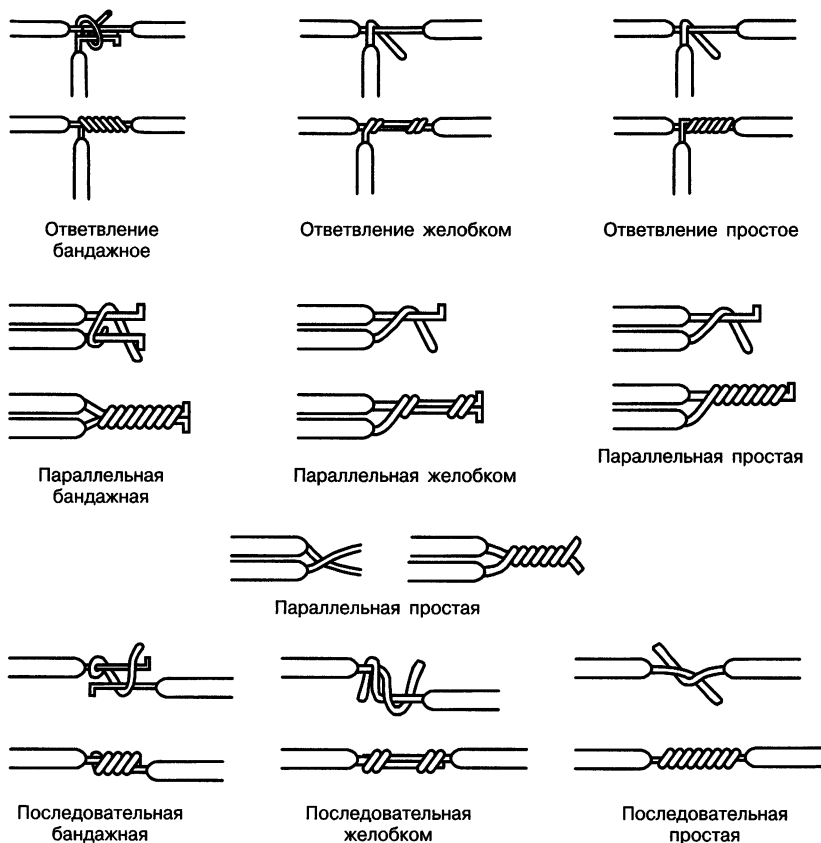 Ответвление
бандажное
Ответвление желобком
Ответвление простое
Параллельная
бандажная
Параллельная желобком
Параллельная простая
Параллельная простая
Последовательная
бандажная
Последовательная
желобком
Последовательная
простая